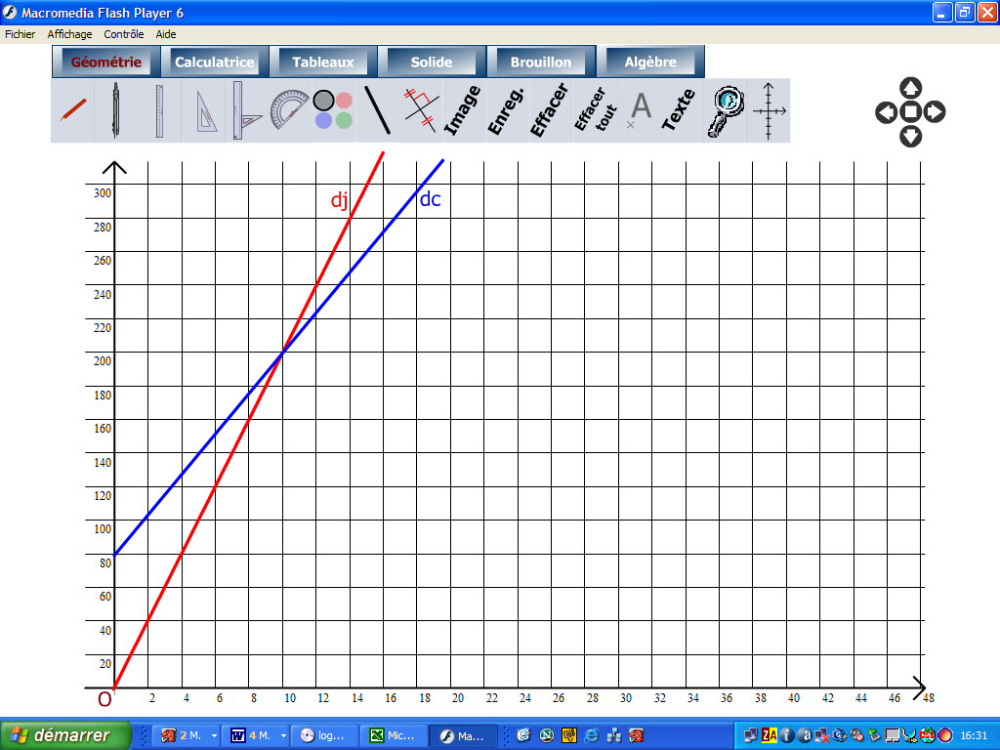 Macromedia Flash Player 6
Fichier Affichage Contrôle Aide
Géométrie Calculatrice Tableaux Solide Brouillon Algèbre
Image Enreg. Effacer Effacer tout A Texte
dj
dc
300
280
260
240
220
200
180
160
140
120
100
80
60
40
20
O 2 4 6 8 10 12 14 16 18 20 22 24 26 28 30 32 34 36 38 40 42 44 46 48
démarrer 2 M. 4 M. log... Mic... Ma... 16:31